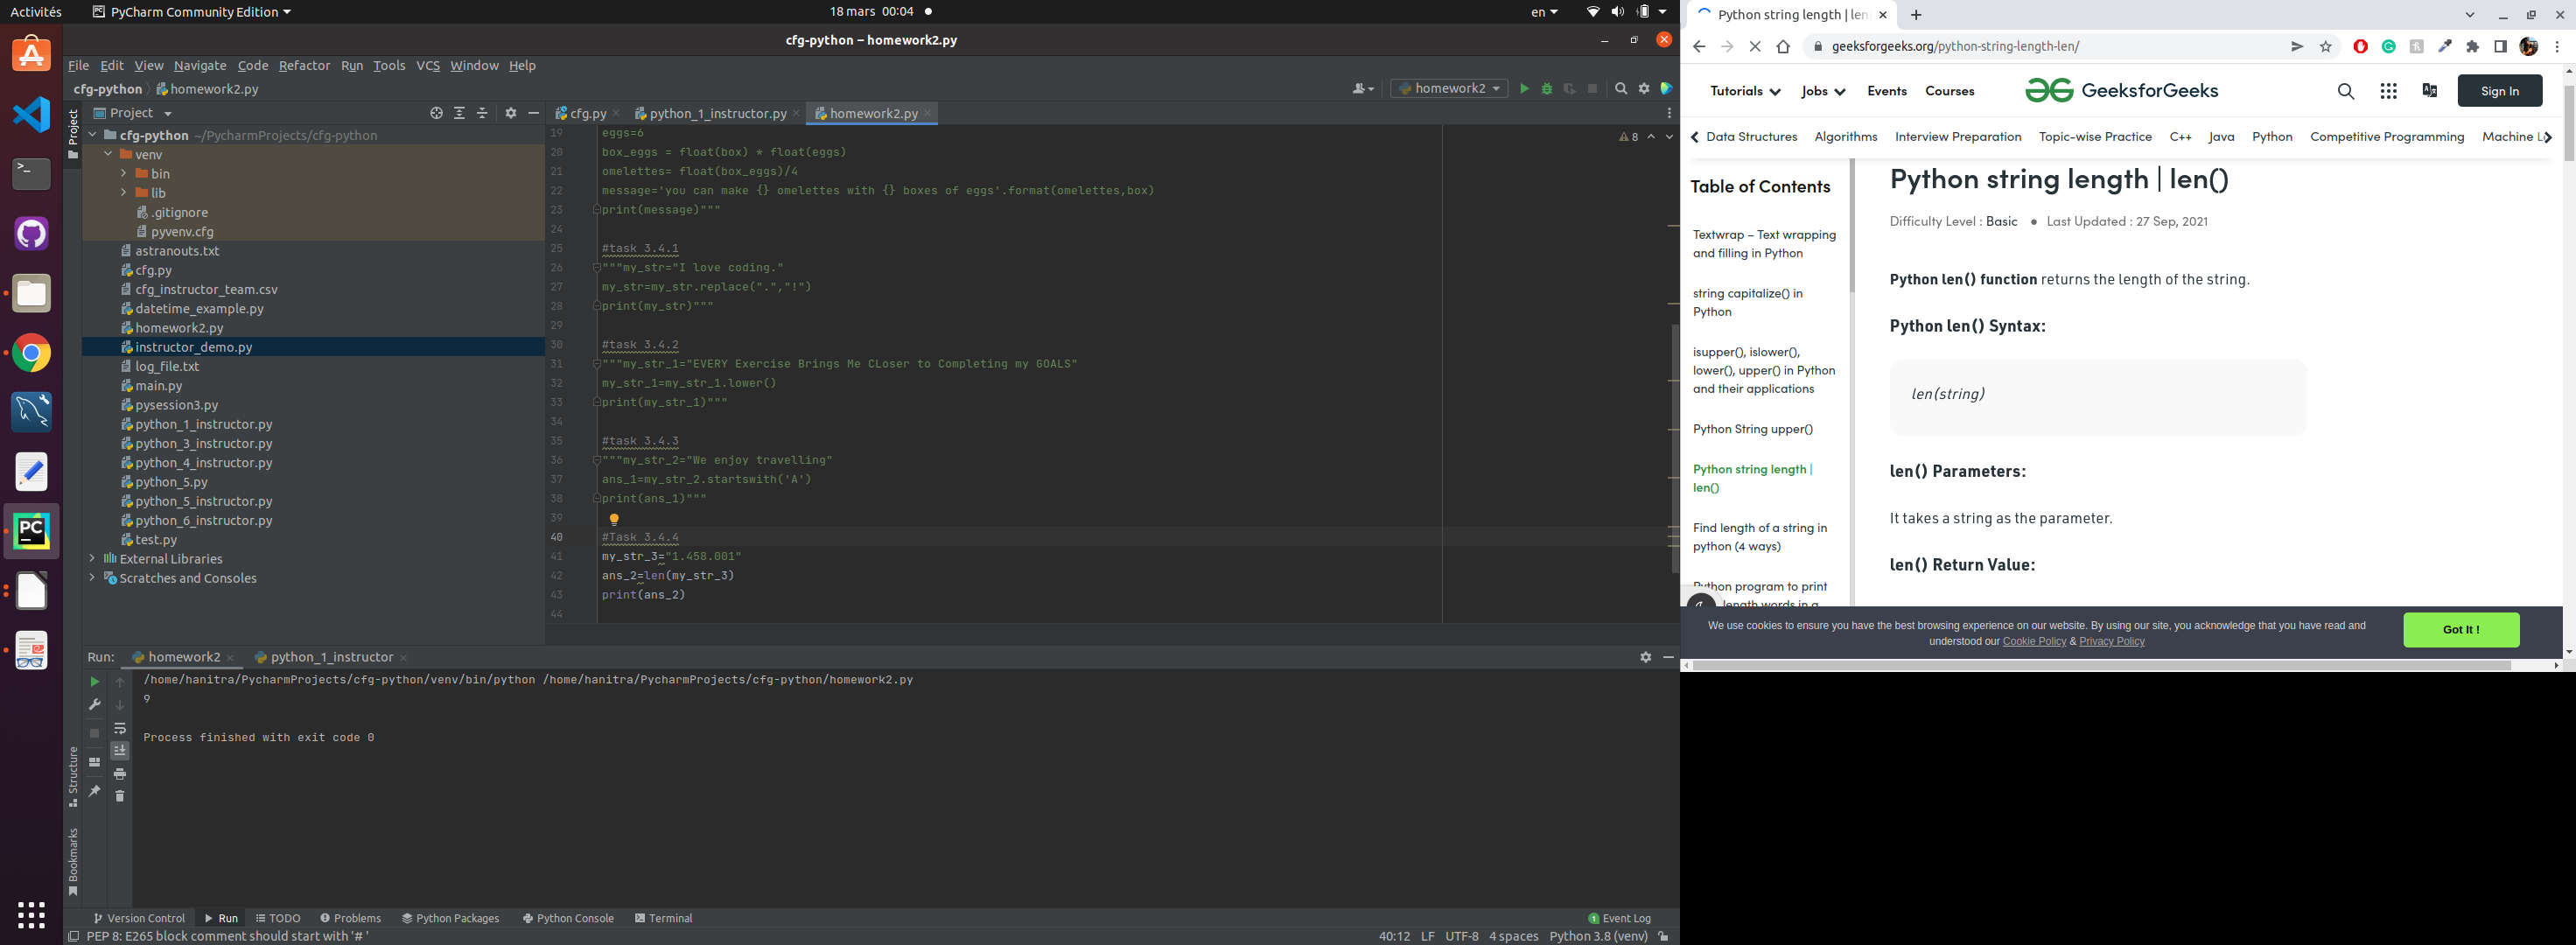 Activités
PyCharm Community Edition
18 mars 00:04
en
cfg-python – homework2.py
File Edit View Navigate Code Refactor Run Tools VCS Window Help
cfg-python
homework2.py
homework2
Project
Project
cfg.py
python_1_instructor.py
homework2.py
cfg-python ~/PycharmProjects/cfg-python
venv
bin
lib
.gitignore
pyvenv.cfg
astranouts.txt
cfg.py
cfg_instructor_team.csv
datetime_example.py
homework2.py
instructor_demo.py
log_file.txt
main.py
pysession3.py
python_1_instructor.py
python_3_instructor.py
python_4_instructor.py
python_5.py
python_5_instructor.py
python_6_instructor.py
test.py
External Libraries
Scratches and Consoles
8
19 eggs=6
20 box_eggs = float(box) * float(eggs)
21 omelettes= float(box_eggs)/4
22 message='you can make {} omelettes with {} boxes of eggs'.format(omelettes,box)
23 print(message)"""
24
25 #task 3.4.1
26 """my_str="I love coding."
27 my_str=my_str.replace(".","!")
28 print(my_str)"""
29
30 #task 3.4.2
31 """my_str_1="EVERY Exercise Brings Me CLoser to Completing my GOALS"
32 my_str_1=my_str_1.lower()
33 print(my_str_1)"""
34
35 #task 3.4.3
36 """my_str_2="We enjoy travelling"
37 ans_1=my_str_2.startswith('A')
38 print(ans_1)"""
39
40 #Task 3.4.4
41 my_str_3="1.458.001"
42 ans_2=len(my_str_3)
43 print(ans_2)
44
Run:
homework2
python_1_instructor
/home/hanitra/PycharmProjects/cfg-python/venv/bin/python /home/hanitra/PycharmProjects/cfg-python/homework2.py
9
Process finished with exit code 0
Structure
Bookmarks
Version Control
Run
TODO
Problems
Python Packages
Python Console
Terminal
1 Event Log
PEP 8: E265 block comment should start with '# '
40:12 LF UTF-8 4 spaces Python 3.8 (venv)
PC
Python string length | len
geeksforgeeks.org/python-string-length-len/
Tutorials
Jobs
Events
Courses
GeeksforGeeks
Sign In
Data Structures
Algorithms
Interview Preparation
Topic-wise Practice
C++
Java
Python
Competitive Programming
Machine L
Table of Contents
Textwrap – Text wrapping
and filling in Python
string capitalize() in
Python
isupper(), islower(),
lower(), upper() in Python
and their applications
Python String upper()
Python string length |
len()
Find length of a string in
python (4 ways)
Python program to print
length words in a
Python string length | len()
Difficulty Level : Basic
Last Updated : 27 Sep, 2021
Python len() function returns the length of the string.
Python len() Syntax:
len(string)
len() Parameters:
It takes a string as the parameter.
len() Return Value:
We use cookies to ensure you have the best browsing experience on our website. By using our site, you acknowledge that you have read and
understood our Cookie Policy & Privacy Policy
Got It !